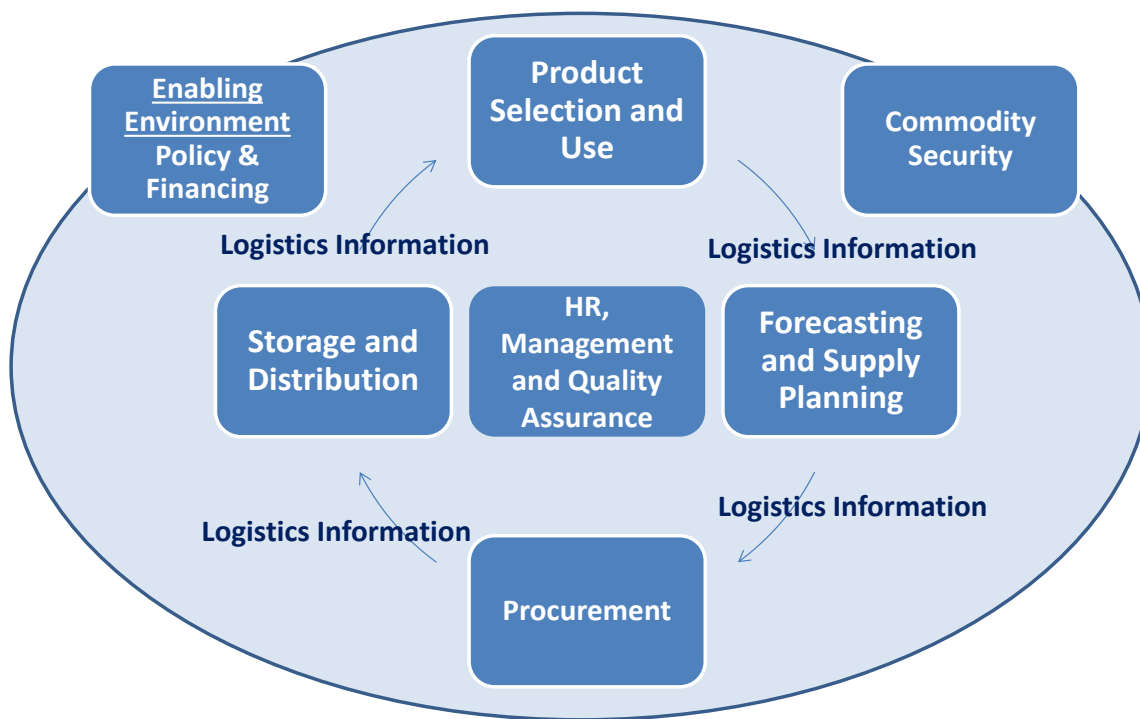 Enabling
Environment
Policy &
Financing
Product
Selection and
Use
Commodity
Security
Logistics Information
Logistics Information
Storage and
Distribution
HR,
Management
and Quality
Assurance
Forecasting
and Supply
Planning
Logistics Information
Logistics Information
Procurement